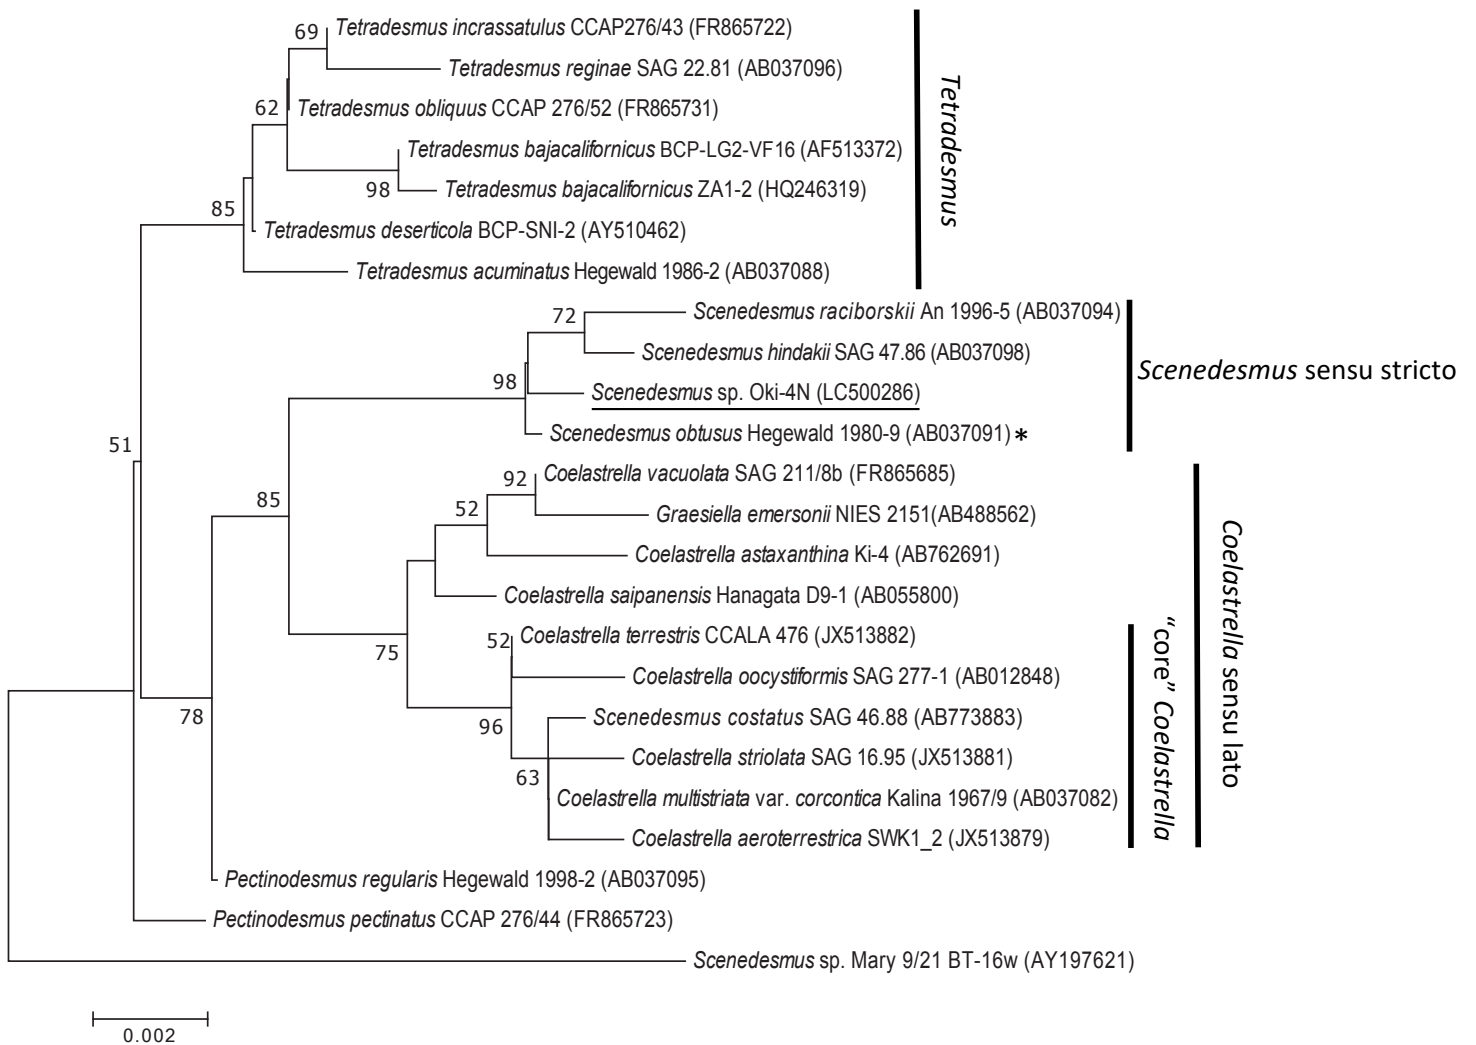 69
Tetradesmus incrassatulus CCAP276/43 (FR865722)
Tetradesmus reginae SAG 22.81 (AB037096)
62
Tetradesmus obliquus CCAP 276/52 (FR865731)
Tetradesmus bajacalifornicus BCP-LG2-VF16 (AF513372)
98
Tetradesmus bajacalifornicus ZA1-2 (HQ246319)
85
Tetradesmus deserticola BCP-SNI-2 (AY510462)
Tetradesmus acuminatus Hegewald 1986-2 (AB037088)
Tetradesmus
72
Scenedesmus raciborskii An 1996-5 (AB037094)
Scenedesmus hindakii SAG 47.86 (AB037098)
98
Scenedesmus sp. Oki-4N (LC500286)
Scenedesmus obtusus Hegewald 1980-9 (AB037091) *
Scenedesmus sensu stricto
51
85
92
Coelastrella vacuolata SAG 211/8b (FR865685)
52
Graesiella emersonii NIES 2151(AB488562)
Coelastrella astaxanthina Ki-4 (AB762691)
Coelastrella saipanensis Hanagata D9-1 (AB055800)
75
52
Coelastrella terrestris CCALA 476 (JX513882)
Coelastrella oocystiformis SAG 277-1 (AB012848)
96
Scenedesmus costatus SAG 46.88 (AB773883)
63
Coelastrella striolata SAG 16.95 (JX513881)
Coelastrella multistriata var. corcontica Kalina 1967/9 (AB037082)
Coelastrella aeroterrestrica SWK1_2 (JX513879)
“core” Coelastrella
Coelastrella sensu lato
78
Pectinodesmus regularis Hegewald 1998-2 (AB037095)
Pectinodesmus pectinatus CCAP 276/44 (FR865723)
Scenedesmus sp. Mary 9/21 BT-16w (AY197621)
0.002